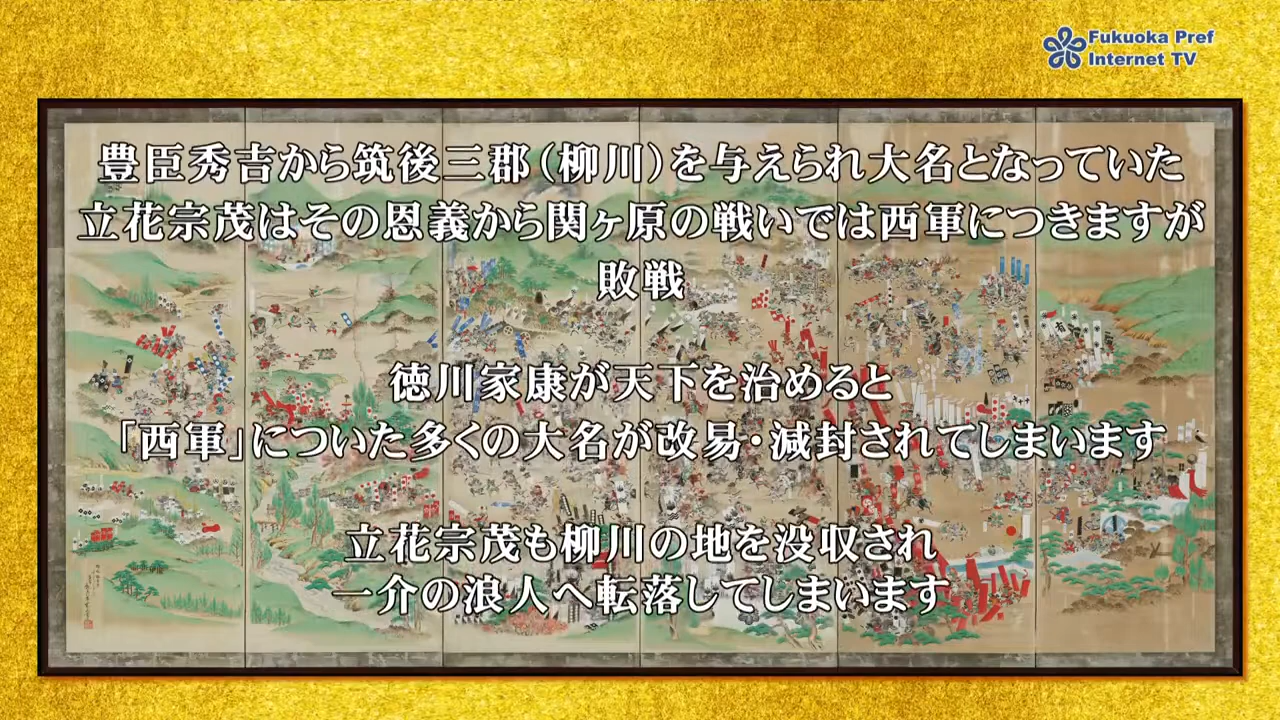 Fukuoka Pref
Internet TV
豊臣秀吉から筑後三郡（柳川）を与えられ大名となっていた
立花宗茂はその恩義から関ヶ原の戦いでは西軍につきますが
敗戦
徳川家康が天下を治めると
「西軍」についた多くの大名が改易・減封されてしまいます
立花宗茂も柳川の地を没収され
一介の浪人へ転落してしまいます